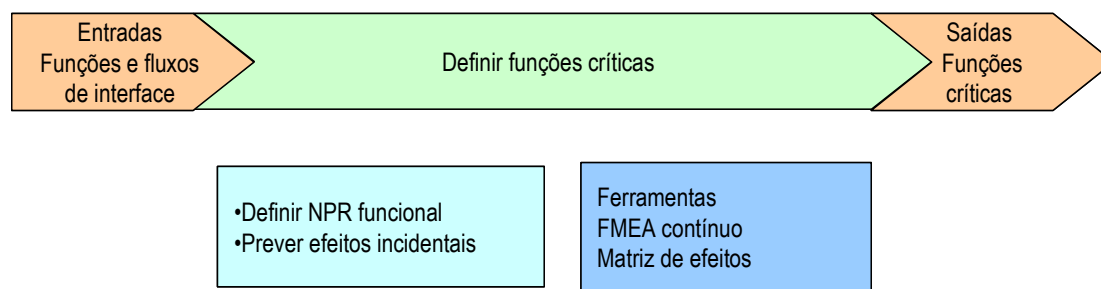 Entradas
Funções e fluxos
de interface
Definir funções críticas
Saídas
Funções
críticas
•Definir NPR funcional
•Prever efeitos incidentais
Ferramentas
FMEA contínuo
Matriz de efeitos